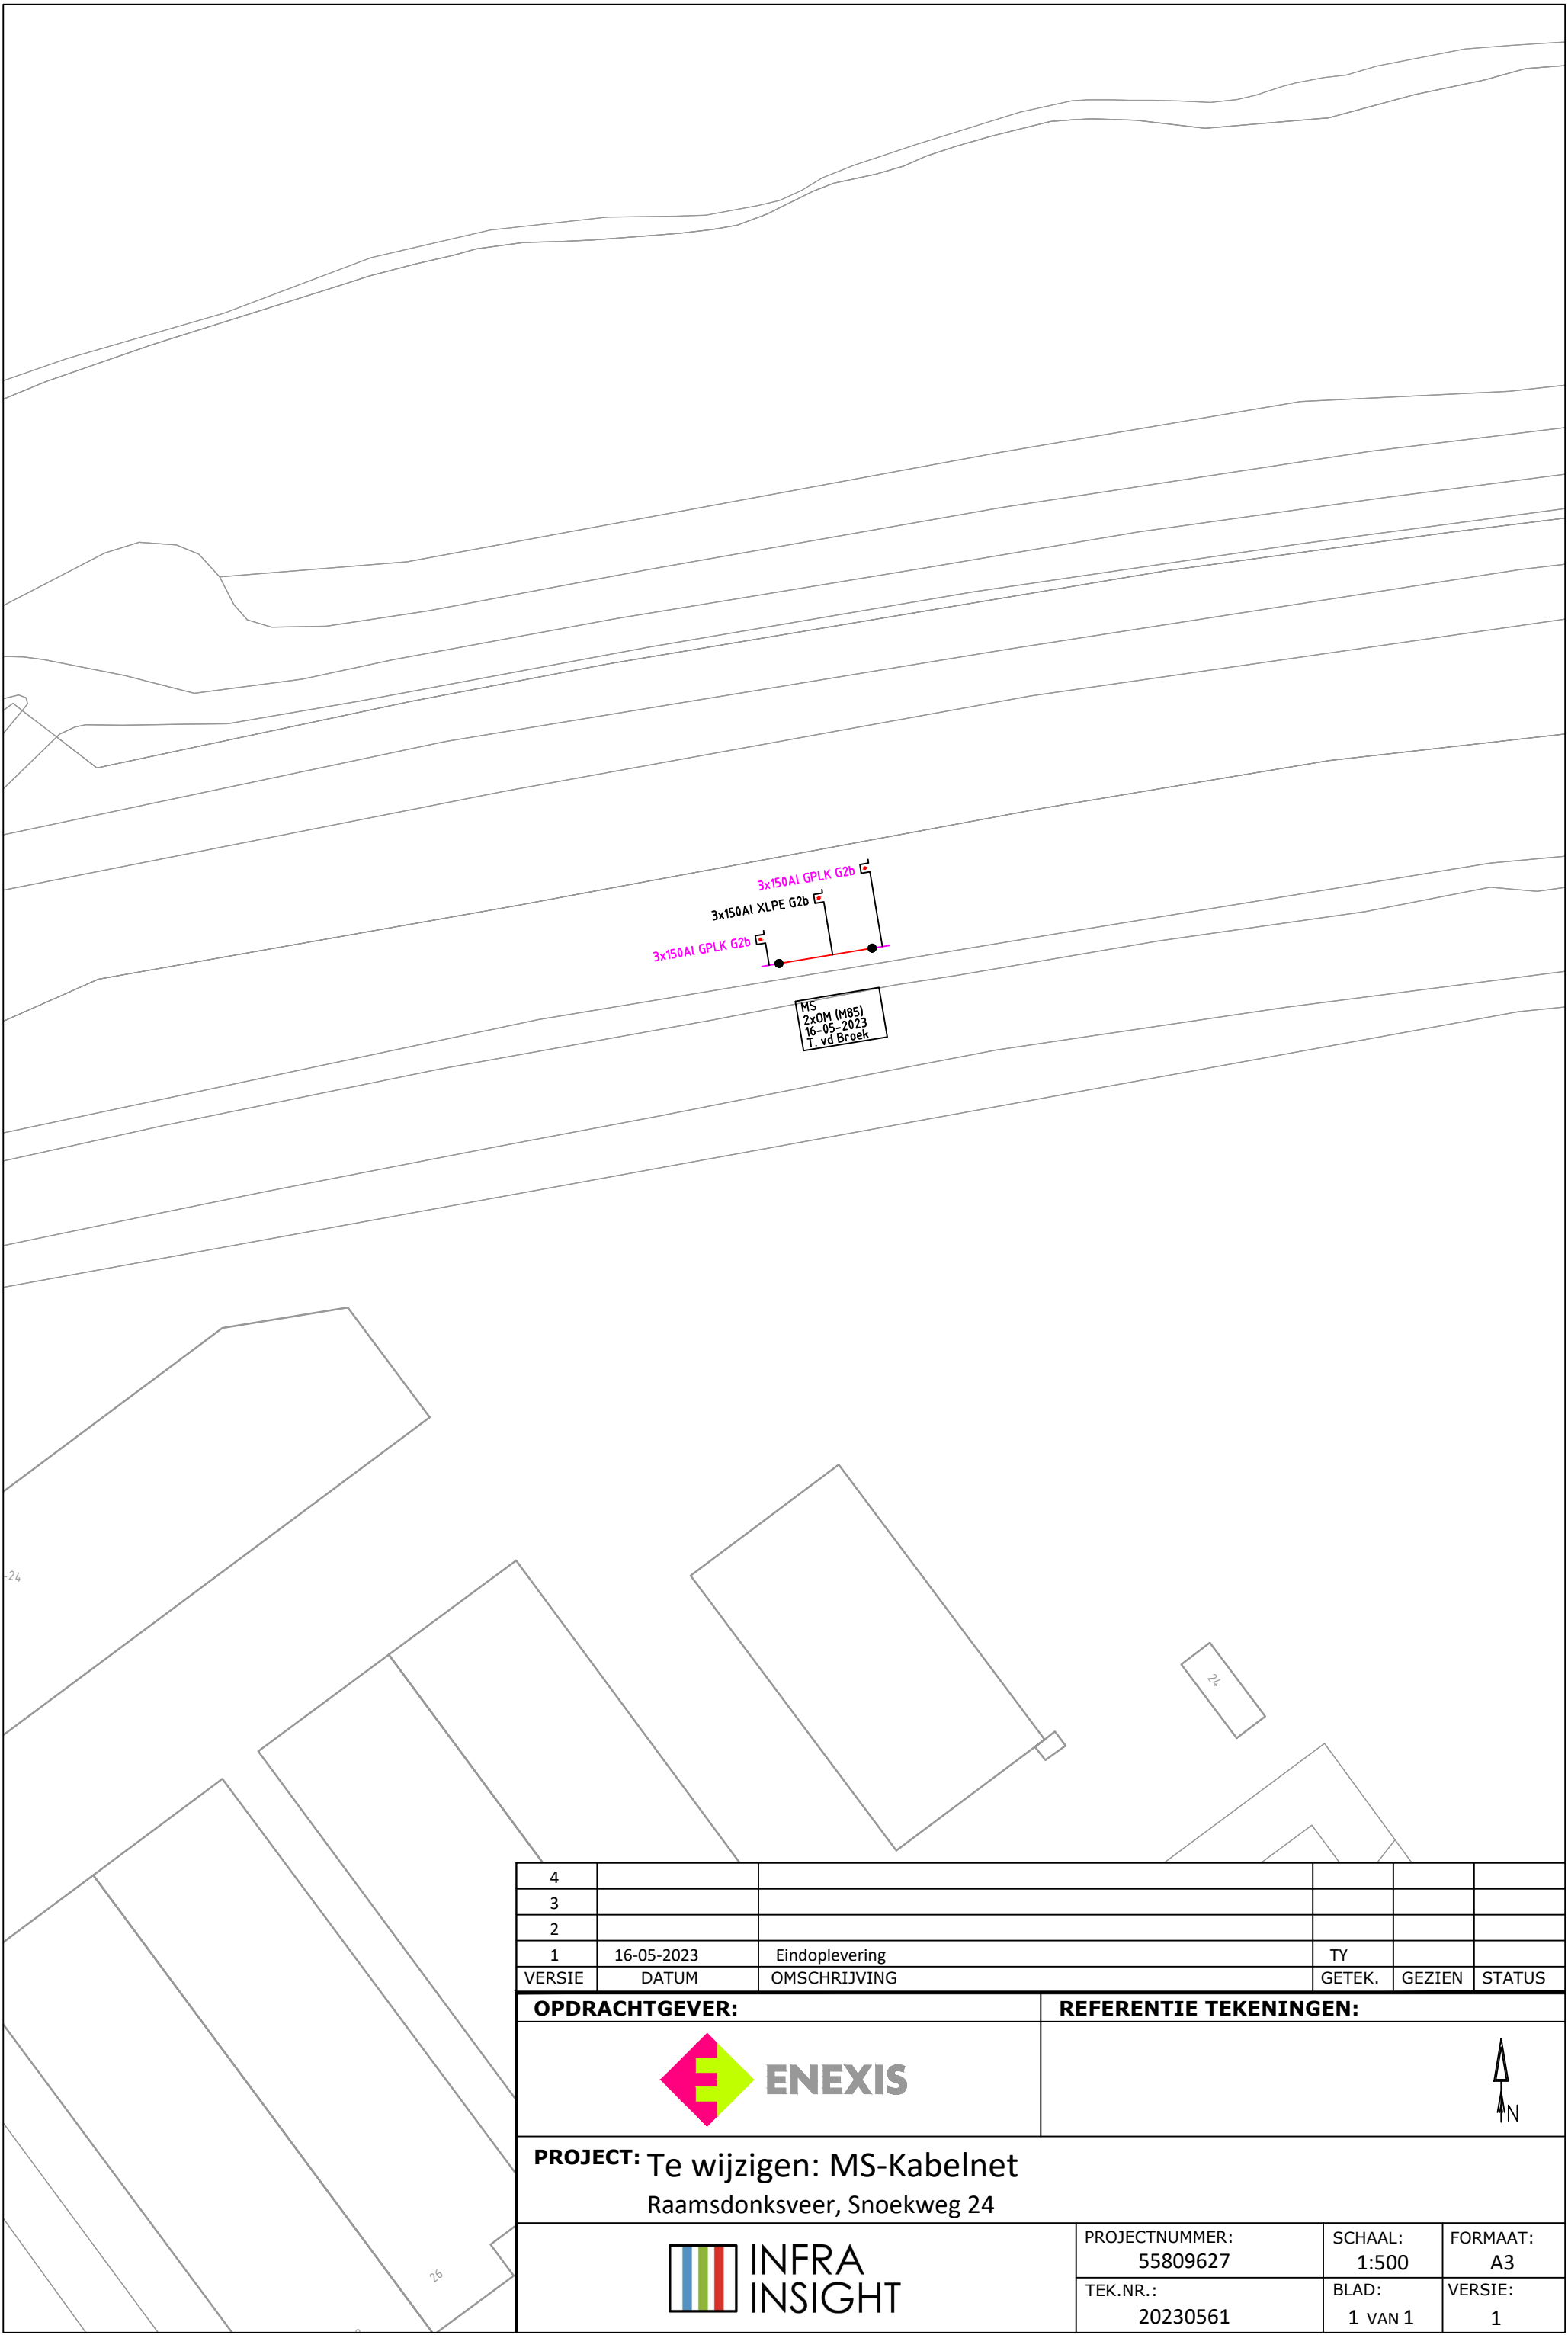 3x150Al GPLK G2b
3x150Al XLPE G2b
3x150Al GPLK G2b
MS
2xOM (M85)
16-05-2023
T. vd Broek
-24
24
26
4
3
2
1 16-05-2023 Eindoplevering TY
VERSIE DATUM OMSCHRIJVING GETEK. GEZIEN STATUS
OPDRACHTGEVER: REFERENTIE TEKENINGEN:
ENEXIS
N
PROJECT: Te wijzigen: MS-Kabelnet
Raamsdonksveer, Snoekweg 24
INFRA
INSIGHT
PROJECTNUMMER: SCHAAL: FORMAAT:
55809627 1:500 A3
TEK.NR.: BLAD: VERSIE:
20230561 1 VAN 1 1